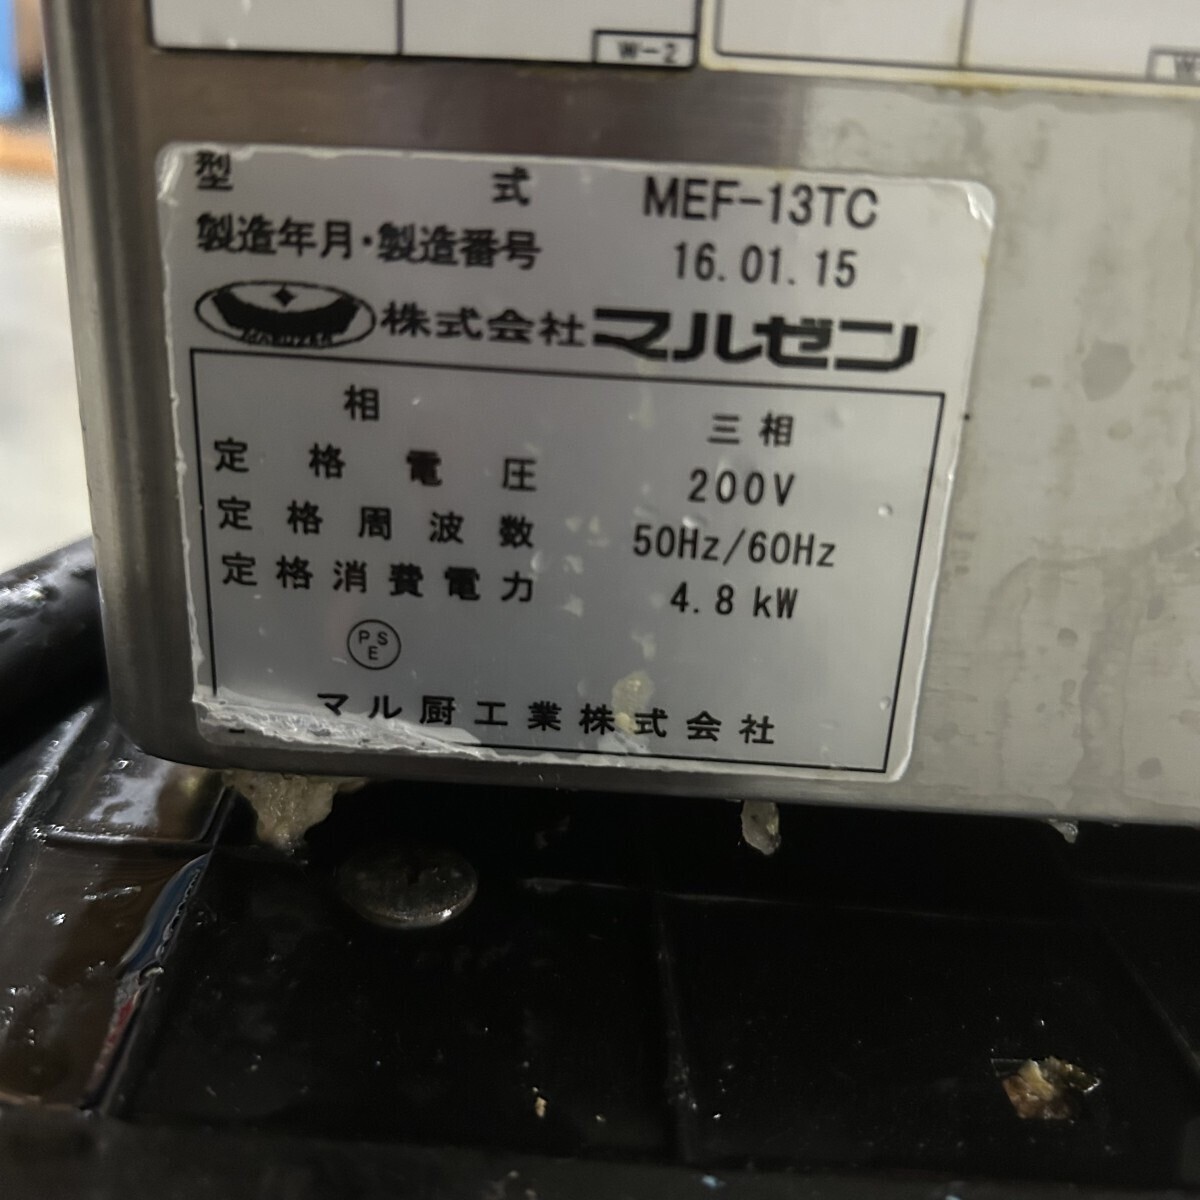 W-2
型式 MEF-13TC
製造年月・製造番号 16.01.15
MARUZEN 株式会社マルゼン
相 三相
定格電圧 200V
定格周波数 50Hz/60Hz
定格消費電力 4.8kW
PSE
マル厨工業株式会社